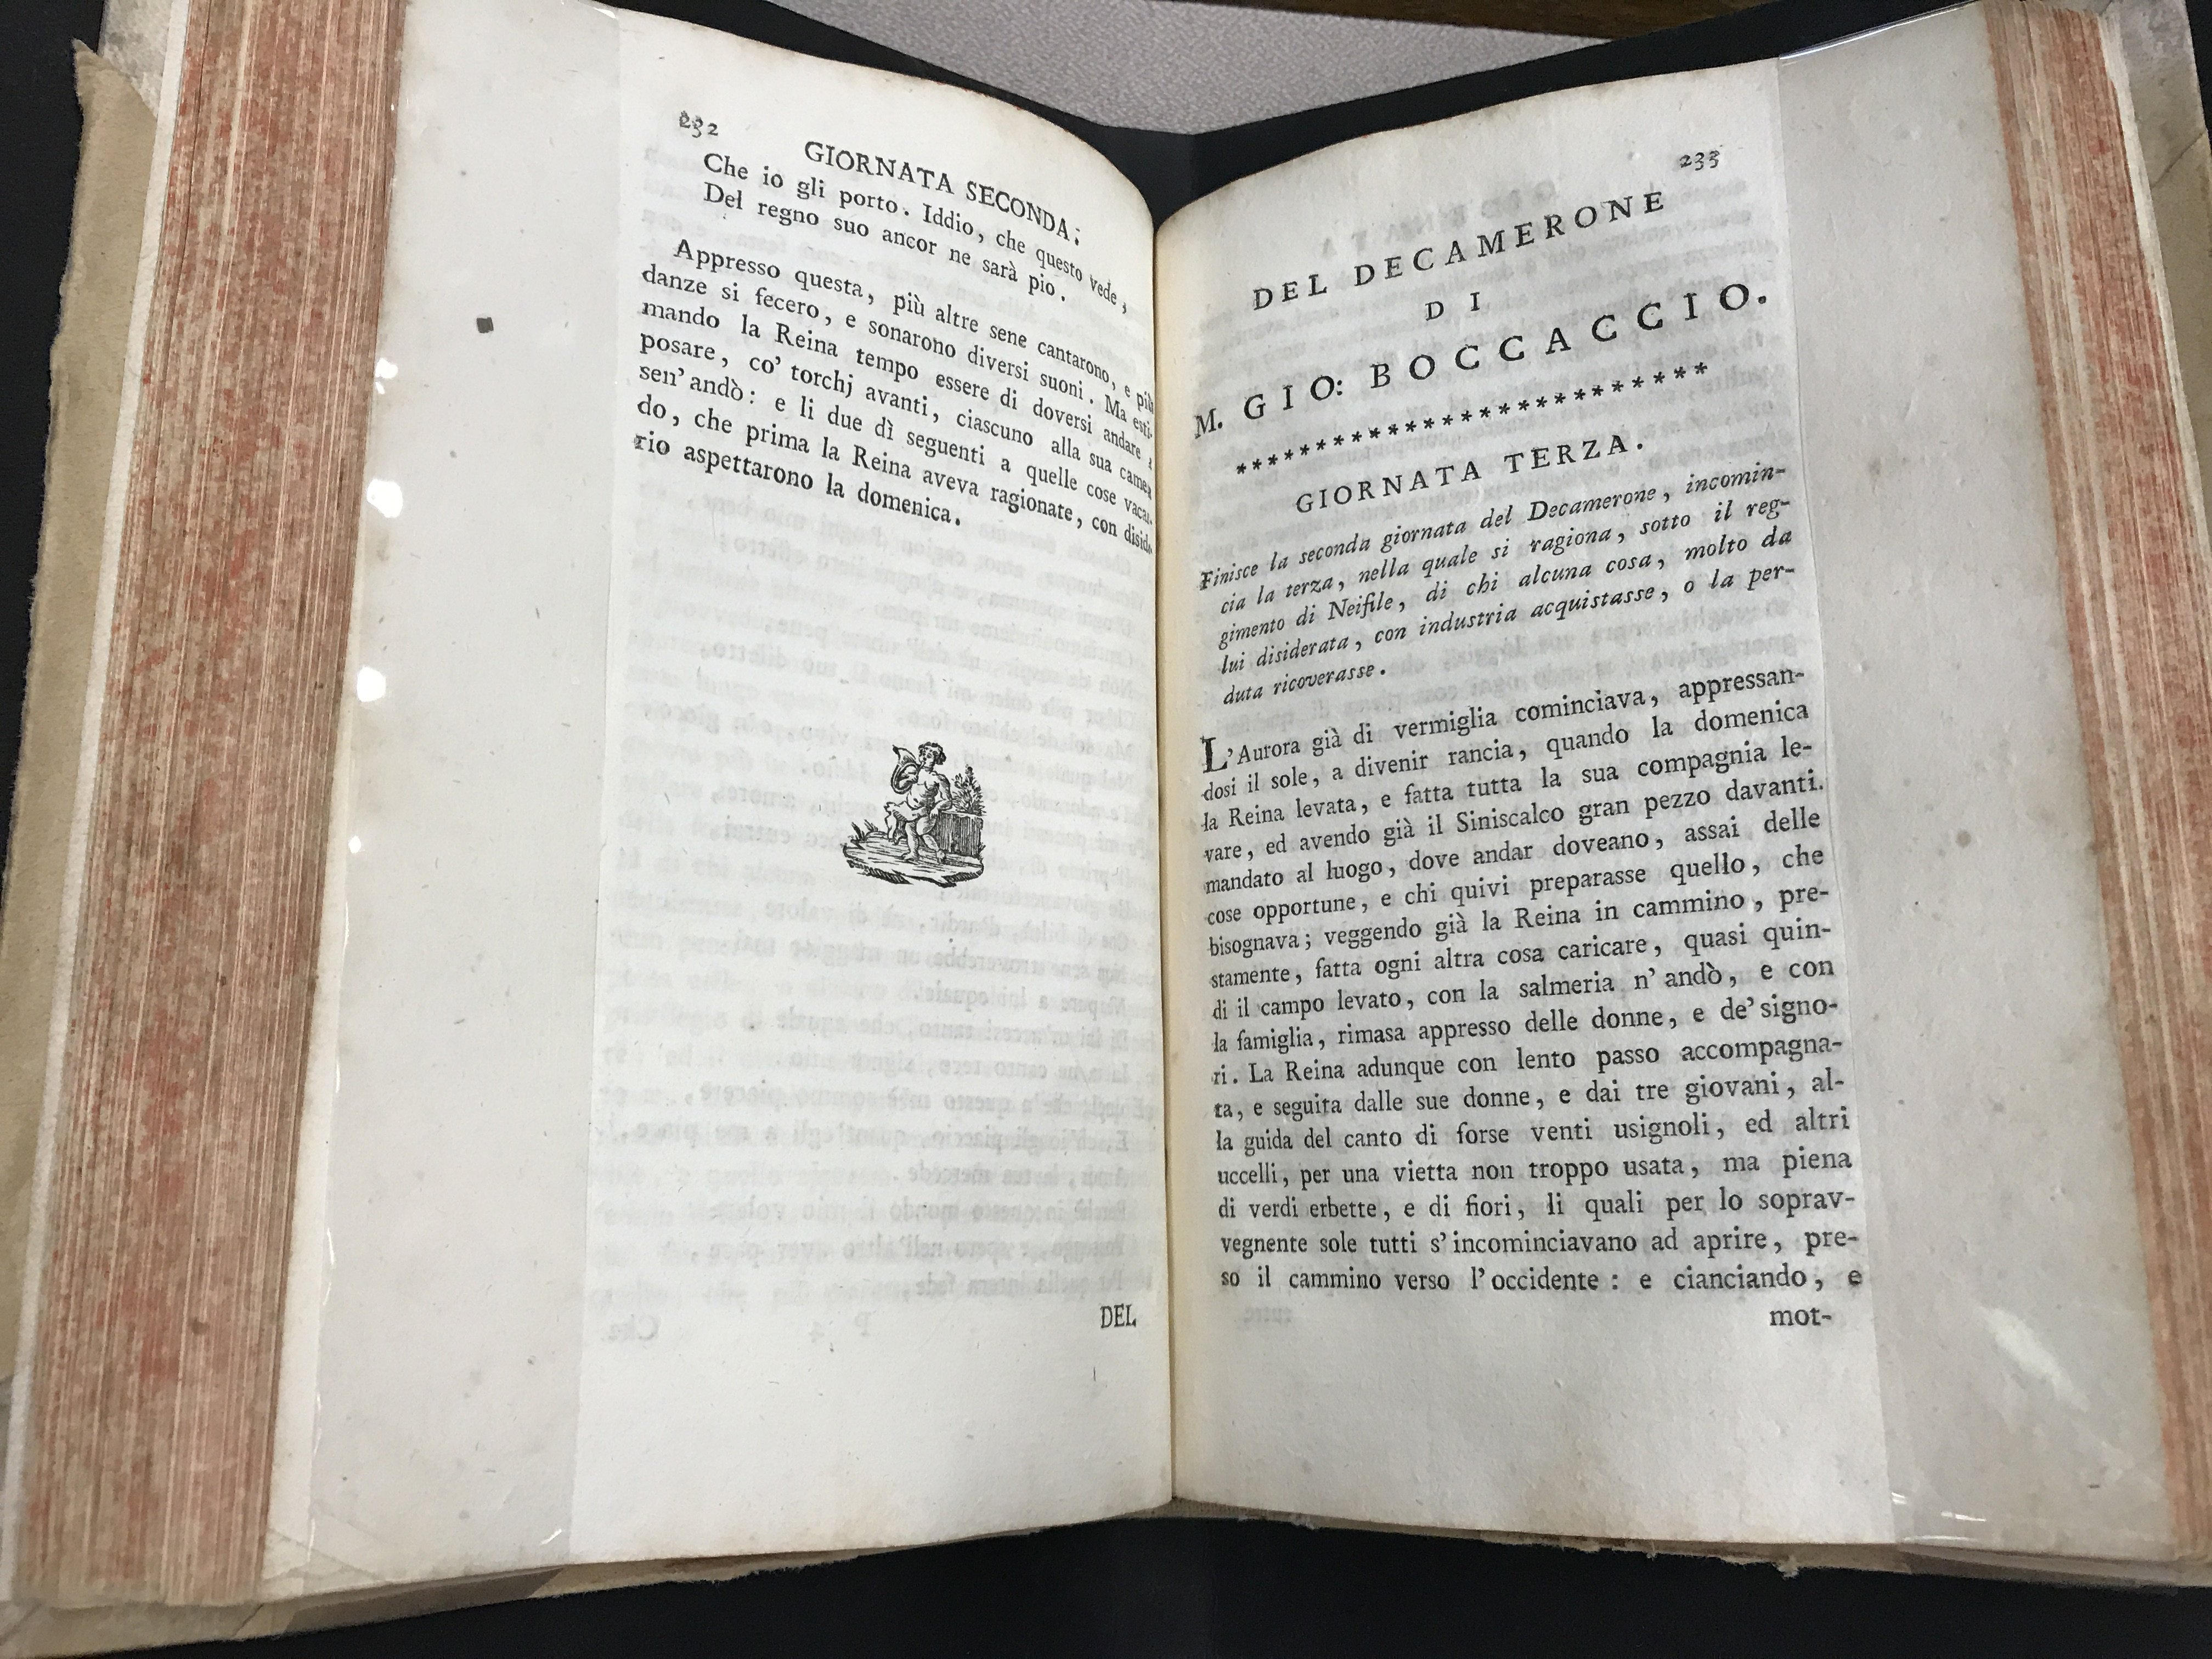 232
GIORNATA SECONDA:
Che io gli porto. Iddio, che questo vede,
Del regno suo ancor ne sarà pio.
Appresso questa, più altre sene cantarono, e più
danze si fecero, e sonarono diversi suoni. Ma esti-
mando la Reina tempo essere di doversi andare a
posare, co' torchj avanti, ciascuno alla sua camera
sen' andò: e li due dì seguenti a quelle cose vacan-
do, che prima la Reina aveva ragionate, con diside-
rio aspettarono la domenica.
DEL
233
DEL DECAMERONE
DI
M. GIO: BOCCACCIO.
**********************
GIORNATA TERZA.
Finisce la seconda giornata del Decamerone, incomin-
cia la terza, nella quale si ragiona, sotto il reg-
gimento di Neifile, di chi alcuna cosa, molto da
lui disiderata, con industria acquistasse, o la per-
duta ricoverasse.
L'Aurora già di vermiglia cominciava, appressan-
dosi il sole, a divenir rancia, quando la domenica
la Reina levata, e fatta tutta la sua compagnia le-
vare, ed avendo già il Siniscalco gran pezzo davanti
mandato al luogo, dove andar doveano, assai delle
cose opportune, e chi quivi preparasse quello, che
bisognava; veggendo già la Reina in cammino, pre-
stamente, fatta ogni altra cosa caricare, quasi quin-
di il campo levato, con la salmeria n' andò, e con
la famiglia, rimasa appresso delle donne, e de' signo-
ri. La Reina adunque con lento passo accompagna-
ta, e seguita dalle sue donne, e dai tre giovani, al-
la guida del canto di forse venti usignoli, ed altri
uccelli, per una vietta non troppo usata, ma piena
di verdi erbette, e di fiori, li quali per lo soprav-
vegnente sole tutti s' incominciavano ad aprire, pre-
so il cammino verso l' occidente: e cianciando, e
mot-